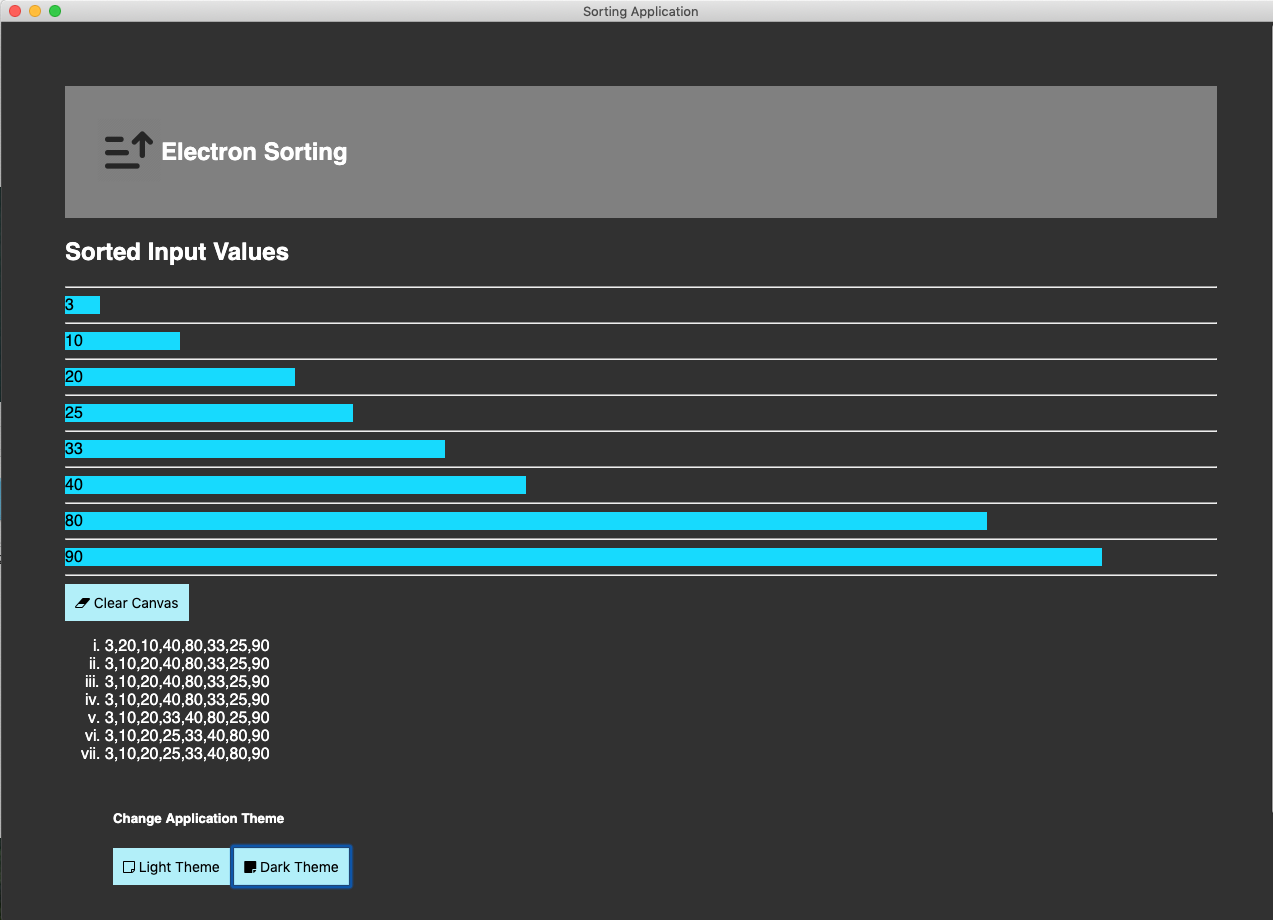 Sorting Application
Electron Sorting
Sorted Input Values
3
10
20
25
33
40
80
90
Clear Canvas
i. 3,20,10,40,80,33,25,90
ii. 3,10,20,40,80,33,25,90
iii. 3,10,20,40,80,33,25,90
iv. 3,10,20,40,80,33,25,90
v. 3,10,20,33,40,80,25,90
vi. 3,10,20,25,33,40,80,90
vii. 3,10,20,25,33,40,80,90
Change Application Theme
Light Theme Dark Theme